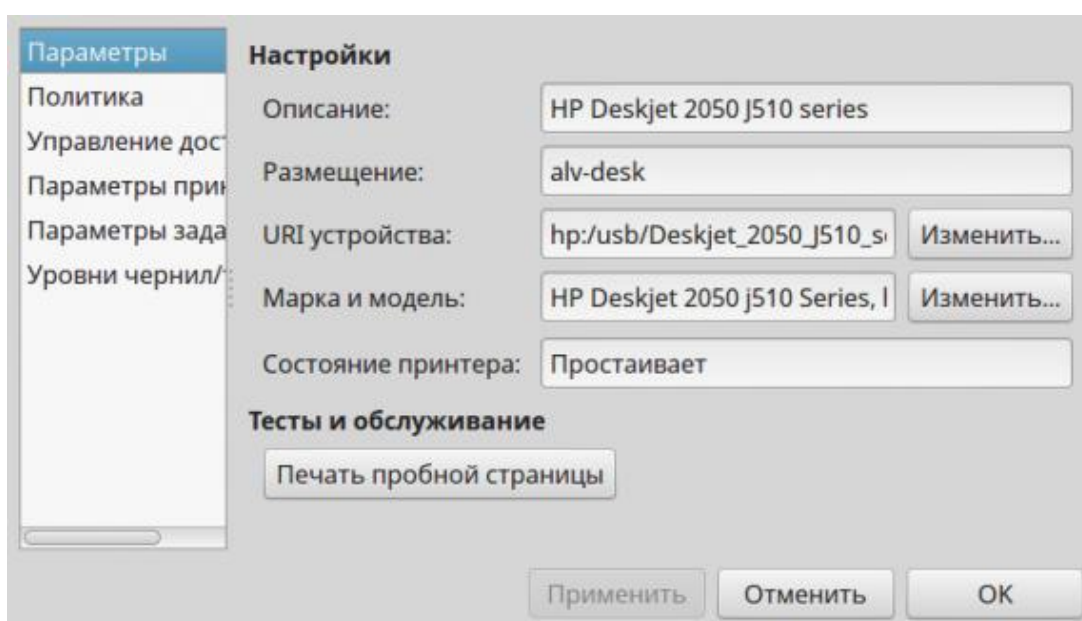 Параметры
Политика
Управление дос
Параметры прин
Параметры зада
Уровни чернил/
Настройки
Описание: HP Deskjet 2050 J510 series
Размещение: alv-desk
URI устройства: hp:/usb/Deskjet_2050_J510_s Изменить...
Марка и модель: HP Deskjet 2050 j510 Series, Изменить...
Состояние принтера: Простаивает
Тесты и обслуживание
Печать пробной страницы
Применить Отменить OK